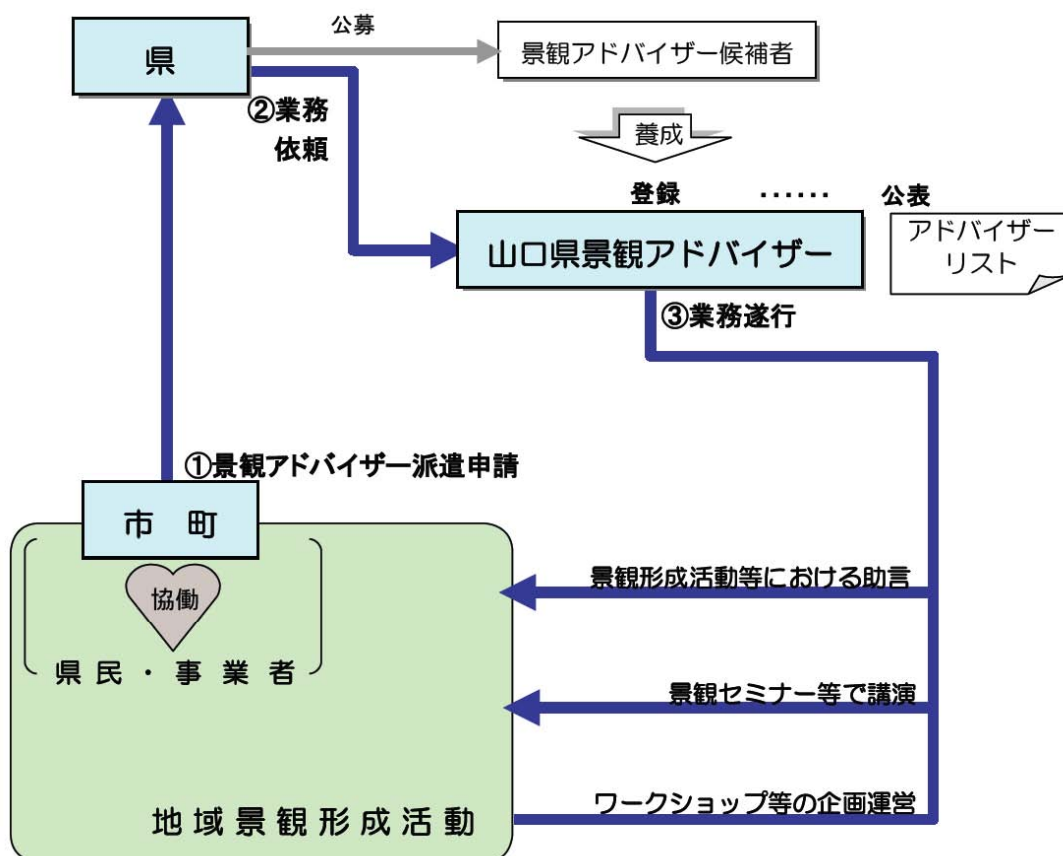 公募
県
景観アドバイザー候補者
②業務
依頼
養成
登録 ‥‥‥ 公表
山口県景観アドバイザー
アドバイザー
リスト
③業務遂行
①景観アドバイザー派遣申請
市 町
協働
県民・事業者
景観形成活動等における助言
景観セミナー等で講演
ワークショップ等の企画運営
地域景観形成活動